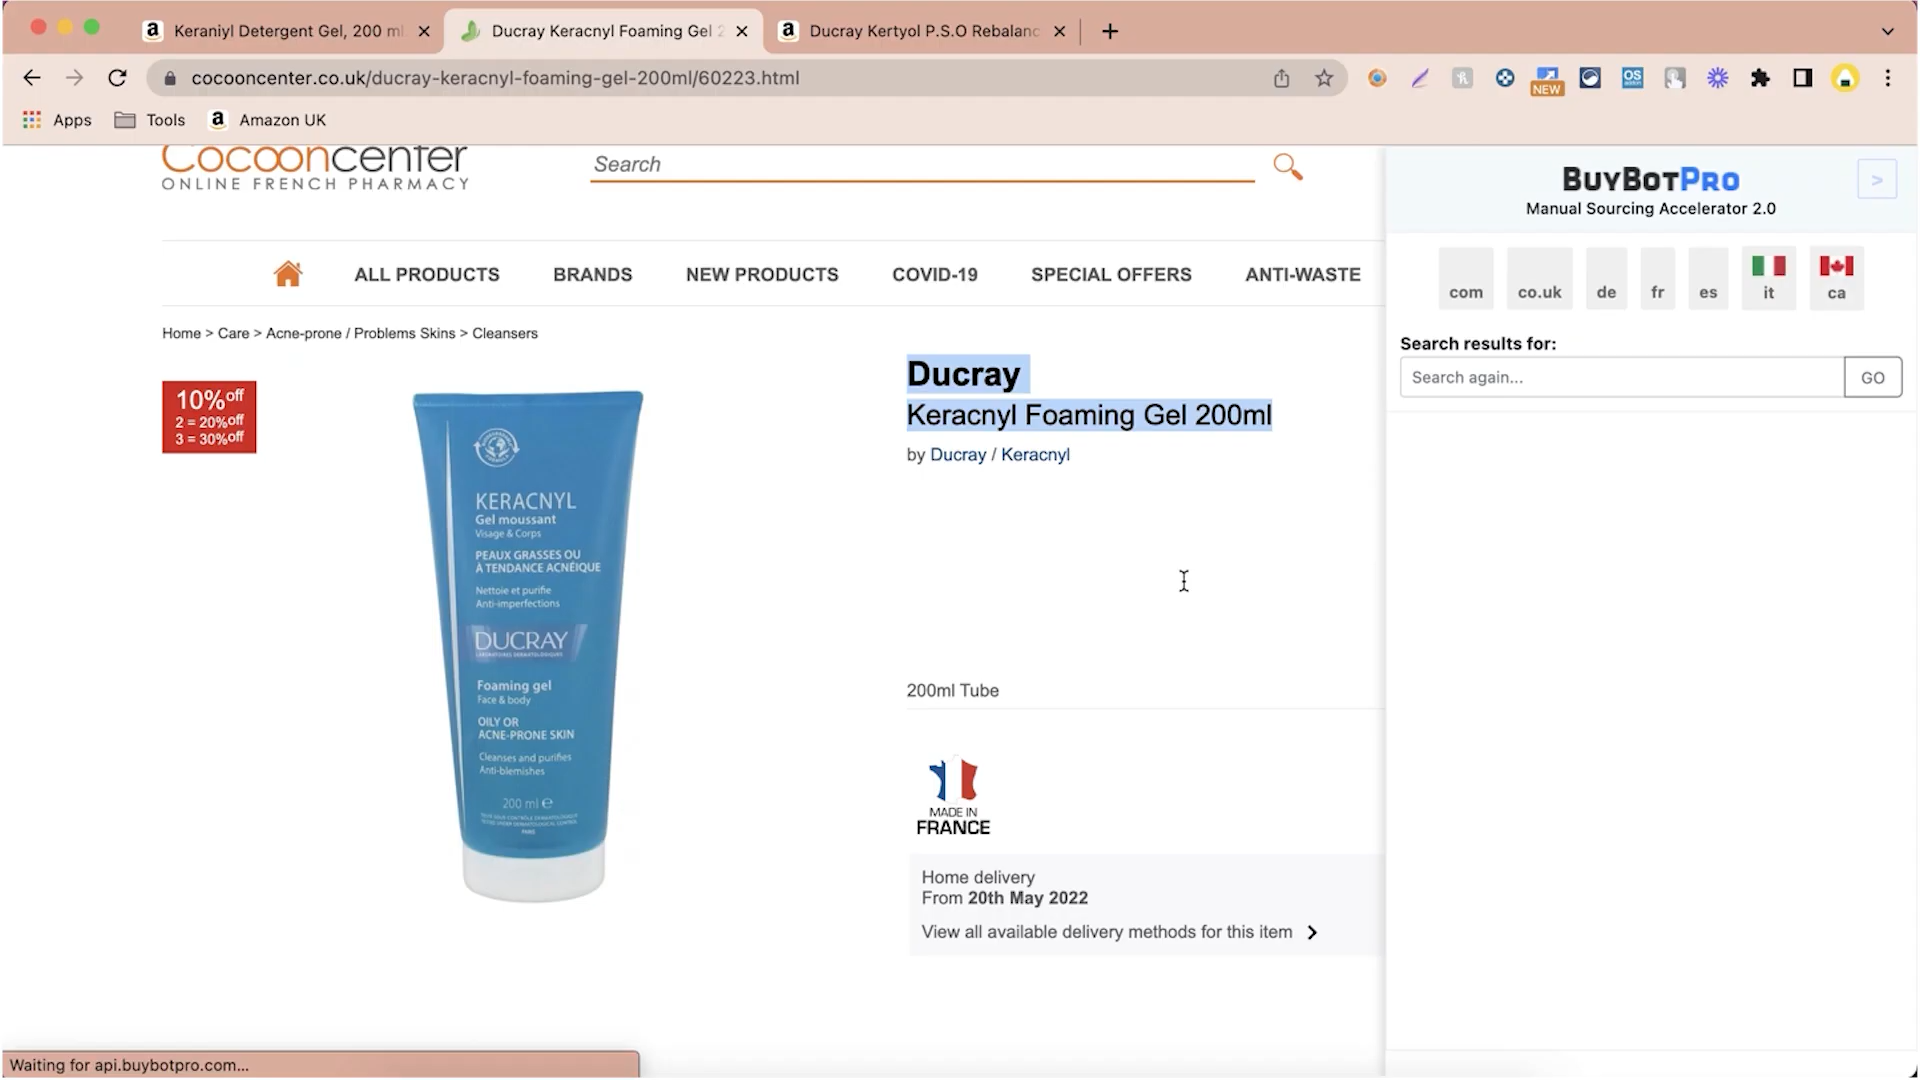 Keraniyl Detergent Gel, 200 ml
Ducray Keracnyl Foaming Gel 2
Ducray Kertyol P.S.O Rebalanc
cocooncenter.co.uk/ducray-keracnyl-foaming-gel-200ml/60223.html
NEW
OS
Apps
Tools
Amazon UK
Cocooncenter
ONLINE FRENCH PHARMACY
Search
ALL PRODUCTS
BRANDS
NEW PRODUCTS
COVID-19
SPECIAL OFFERS
ANTI-WASTE
Home > Care > Acne-prone / Problems Skins > Cleansers
10%off
2 = 20%off
3 = 30%off
KERACNYL
Gel moussant
Visage & Corps
PEAUX GRASSES OU
À TENDANCE ACNÉIQUE
Nettoie et purifie
Anti-imperfections
DUCRAY
LABORATOIRES DERMATOLOGIQUES
Foaming gel
Face & body
OILY OR
ACNE-PRONE SKIN
Cleanses and purifies
Anti-blemishes
200 ml e
PARIS
Ducray
Keracnyl Foaming Gel 200ml
by Ducray / Keracnyl
200ml Tube
MADE IN
FRANCE
Home delivery
From 20th May 2022
View all available delivery methods for this item >
BUYBOTPRO
>
Manual Sourcing Accelerator 2.0
com
co.uk
de
fr
es
it
ca
Search results for:
Search again...
GO
Waiting for api.buybotpro.com...